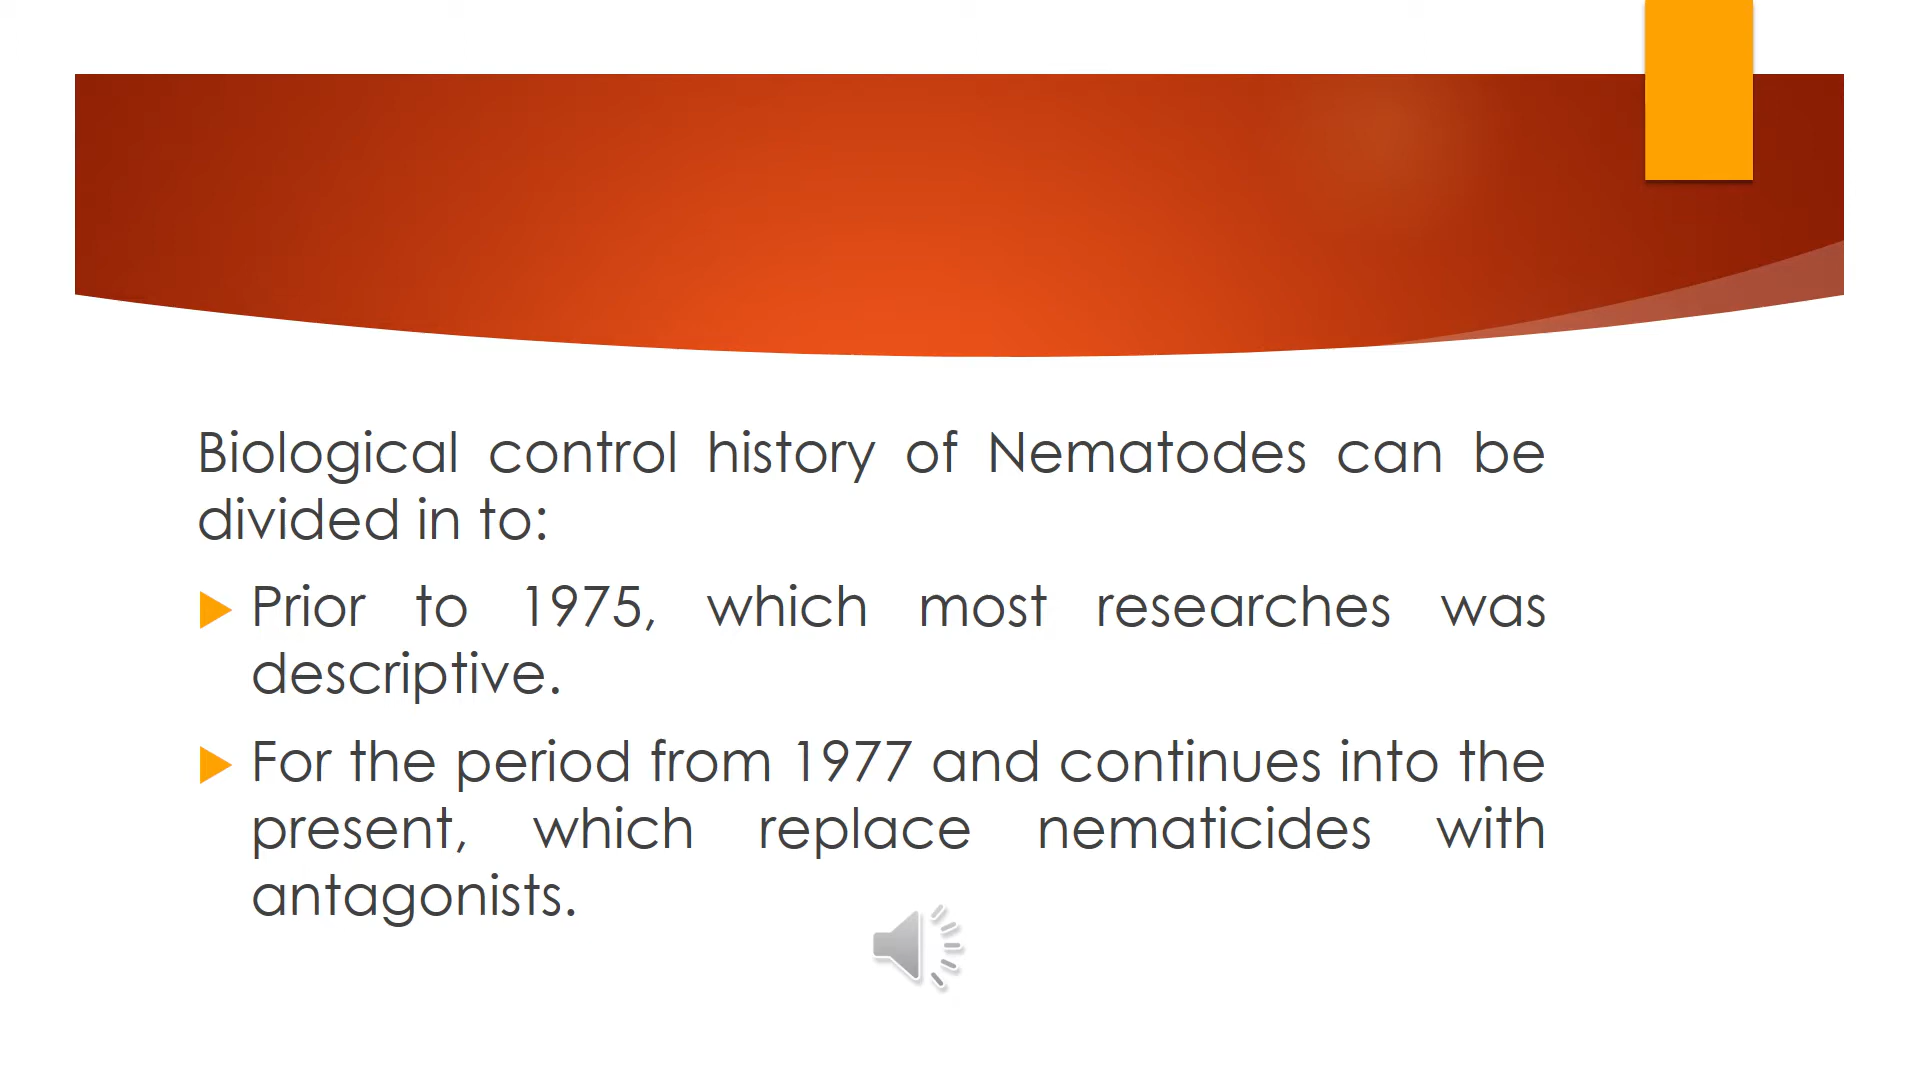 Biological control history of Nematodes can be
divided in to:
Prior to 1975, which most researches was
descriptive.
For the period from 1977 and continues into the
present, which replace nematicides with
antagonists.